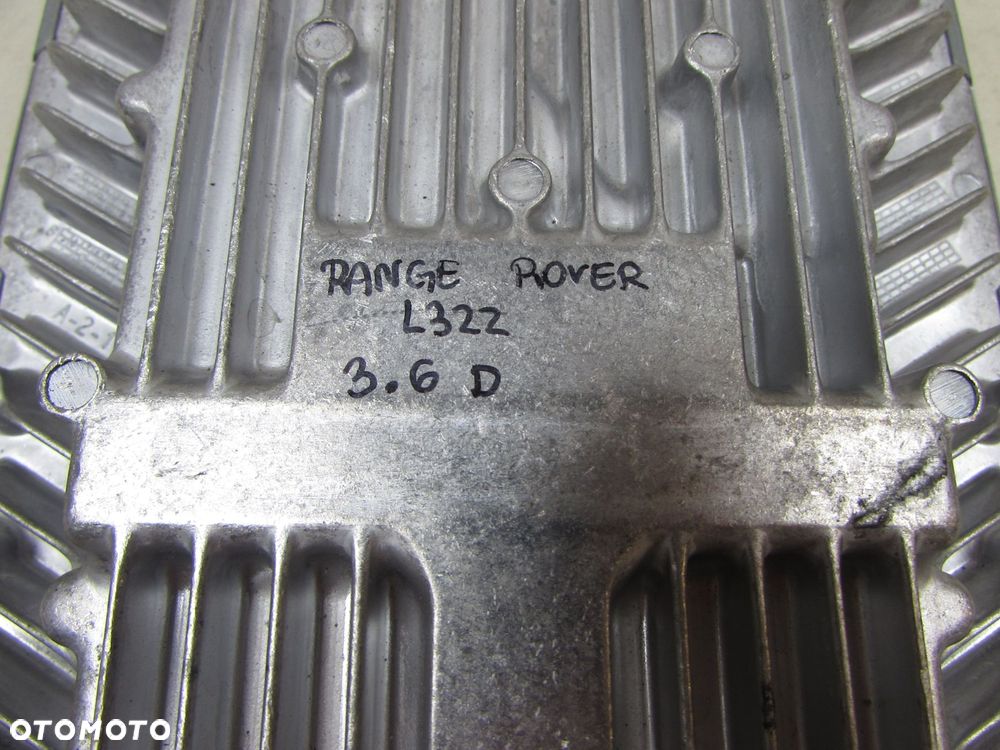 RANGE ROVER
L322
3.6 D
A-2-1
OTOMOTO